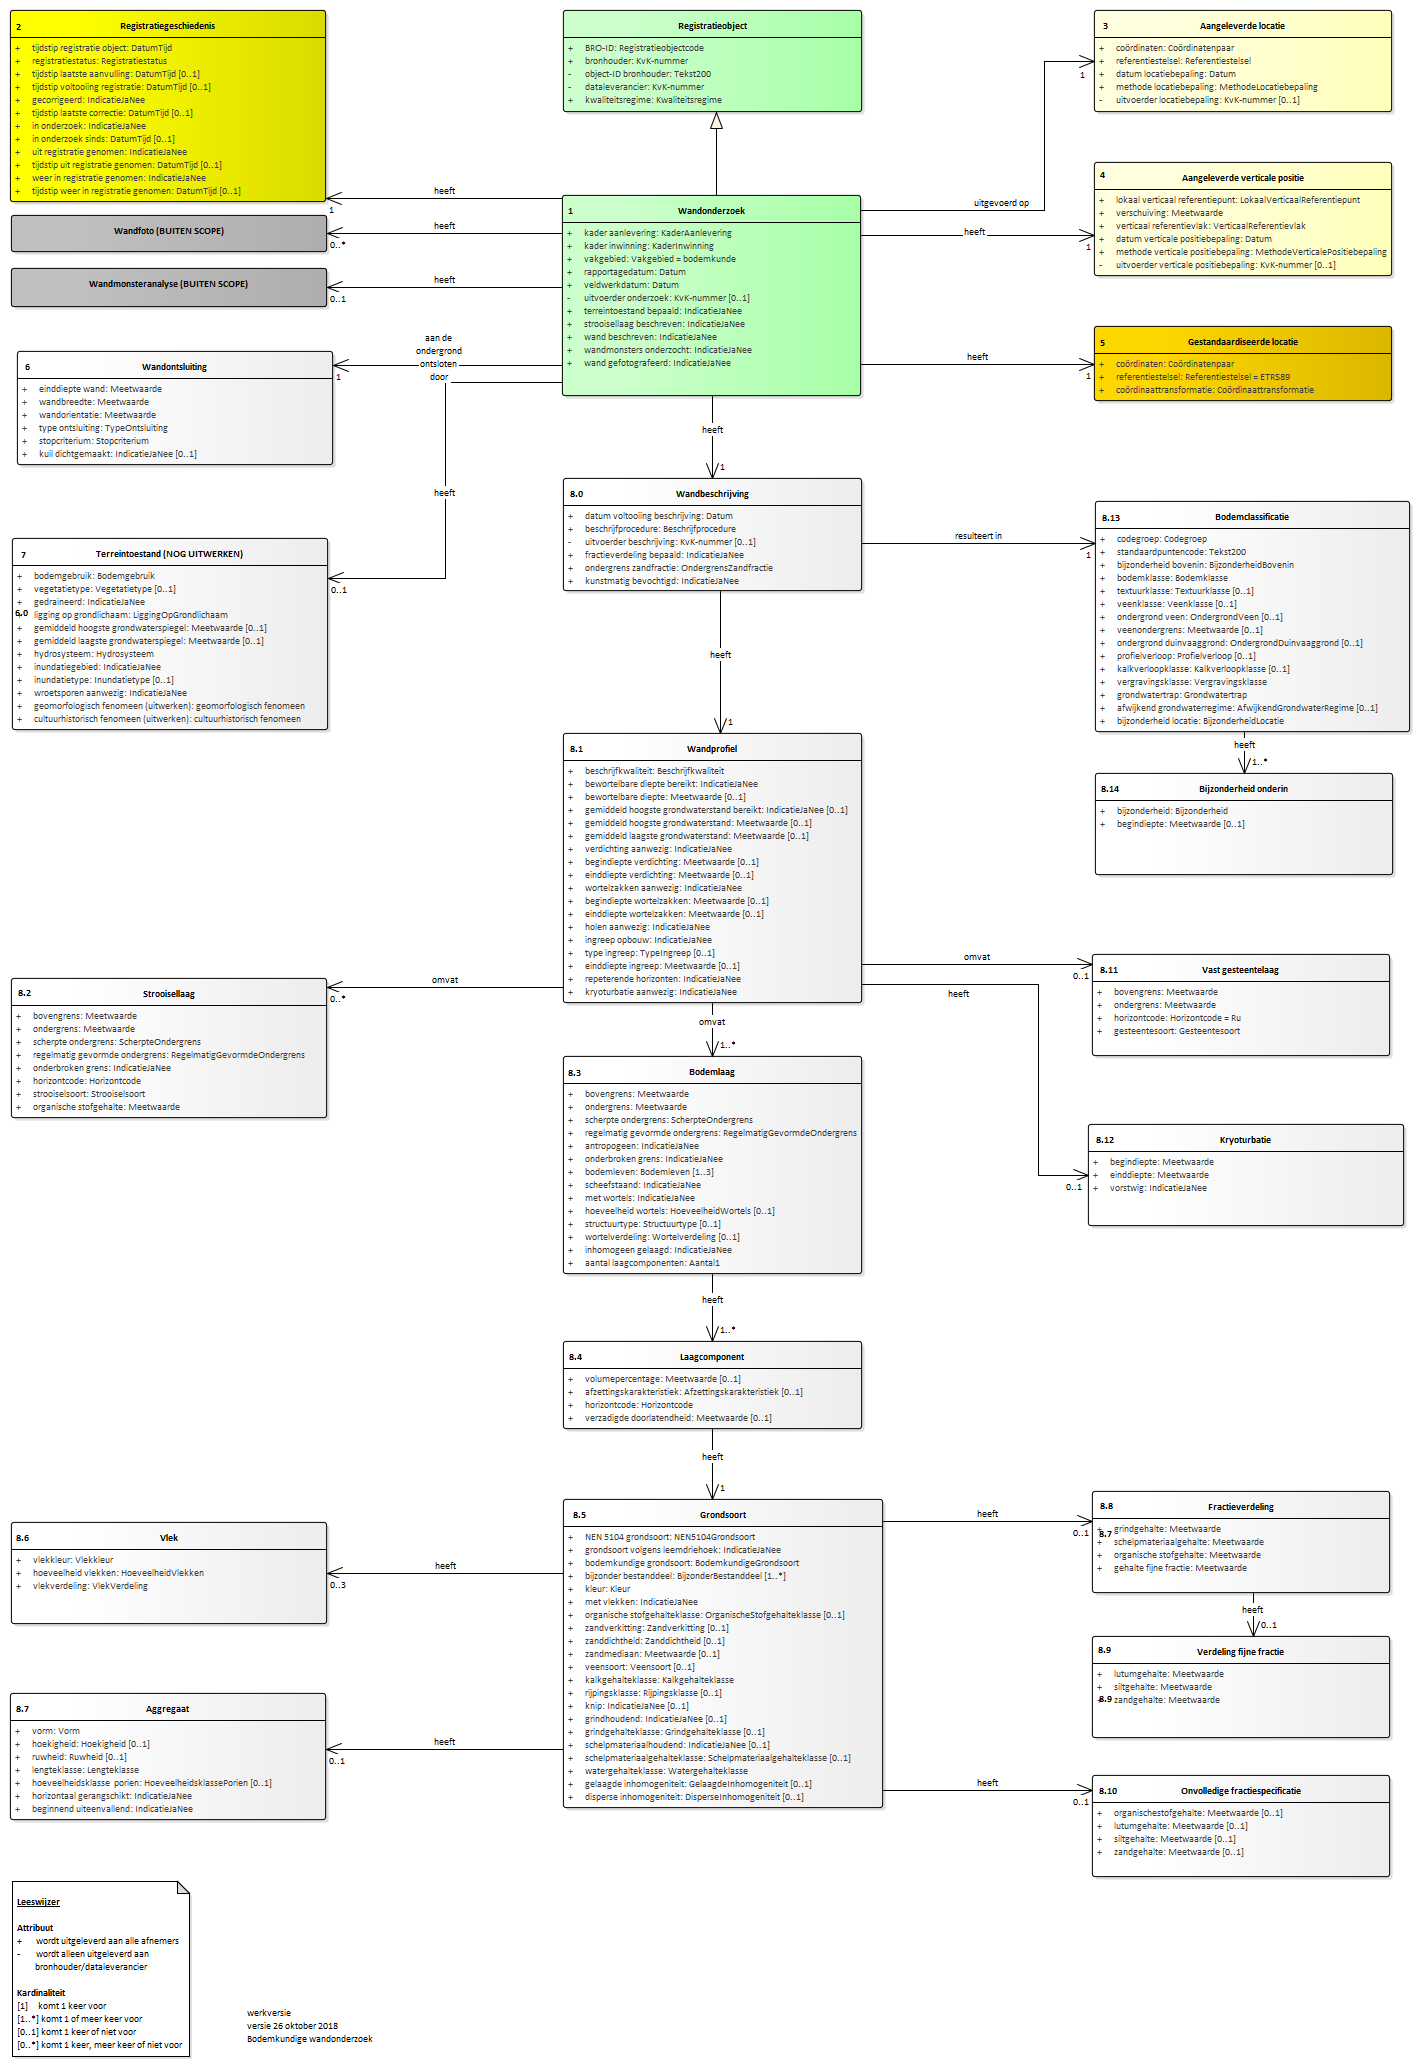 2 Registratiegeschiedenis
+ tijdstip registratie object: DatumTijd
+ registratiestatus: Registratiestatus
+ tijdstip laatste aanvulling: DatumTijd [0..1]
+ tijdstip voltooiing registratie: DatumTijd [0..1]
+ gecorrigeerd: IndicatieJaNee
+ tijdstip laatste correctie: DatumTijd [0..1]
+ in onderzoek: IndicatieJaNee
+ in onderzoek sinds: DatumTijd [0..1]
+ uit registratie genomen: IndicatieJaNee
+ tijdstip uit registratie genomen: DatumTijd [0..1]
+ weer in registratie genomen: IndicatieJaNee
+ tijdstip weer in registratie genomen: DatumTijd [0..1]
Registratieobject
+ BRO-ID: Registratieobjectcode
+ bronhouder: KvK-nummer
- object-ID bronhouder: Tekst200
- dataleverancier: KvK-nummer
+ kwaliteitsregime: Kwaliteitsregime
3 Aangeleverde locatie
+ coördinaten: Coördinatenpaar
+ referentiestelsel: Referentiestelsel
+ datum locatiebepaling: Datum
+ methode locatiebepaling: MethodeLocatiebepaling
- uitvoerder locatiebepaling: KvK-nummer [0..1]
1
uitgevoerd op
4 Aangeleverde verticale positie
+ lokaal verticaal referentiepunt: LokaalVerticaalReferentiepunt
+ verschuiving: Meetwaarde
+ verticaal referentievlak: VerticaalReferentievlak
+ datum verticale positiebepaling: Datum
+ methode verticale positiebepaling: MethodeVerticalePositiebepaling
- uitvoerder verticale positiebepaling: KvK-nummer [0..1]
heeft
1
heeft
1
Wandfoto (BUITEN SCOPE)
heeft
0..*
Wandmonsteranalyse (BUITEN SCOPE)
heeft
0..1
1 Wandonderzoek
+ kader aanlevering: KaderAanlevering
+ kader inwinning: KaderInwinning
+ vakgebied: Vakgebied = bodemkunde
+ rapportagedatum: Datum
+ veldwerkdatum: Datum
- uitvoerder onderzoek: KvK-nummer [0..1]
+ terreintoestand bepaald: IndicatieJaNee
+ strooisellaag beschreven: IndicatieJaNee
+ wand beschreven: IndicatieJaNee
+ wandmonsters onderzocht: IndicatieJaNee
+ wand gefotografeerd: IndicatieJaNee
5 Gestandaardiseerde locatie
+ coördinaten: Coördinatenpaar
+ referentiestelsel: Referentiestelsel = ETRS89
+ coördinaattransformatie: Coördinaattransformatie
heeft
1
aan de
ondergrond
ontsloten
door
1
6 Wandontsluiting
+ einddiepte wand: Meetwaarde
+ wandbreedte: Meetwaarde
+ wandorientatie: Meetwaarde
+ type ontsluiting: TypeOntsluiting
+ stopcriterium: Stopcriterium
+ kuil dichtgemaakt: IndicatieJaNee [0..1]
heeft
1
heeft
0..1
7 Terreintoestand (NOG UITWERKEN)
+ bodemgebruik: Bodemgebruik
+ vegetatietype: Vegetatietype [0..1]
+ gedraineerd: IndicatieJaNee
6.0 ligging op grondlichaam: LiggingOpGrondlichaam
+ gemiddeld hoogste grondwaterspiegel: Meetwaarde [0..1]
+ gemiddeld laagste grondwaterspiegel: Meetwaarde [0..1]
+ hydrosysteem: Hydrosysteem
+ inundatiegebied: IndicatieJaNee
+ inundatietype: Inundatietype [0..1]
+ wroetsporen aanwezig: IndicatieJaNee
+ geomorfologisch fenomeen (uitwerken): geomorfologisch fenomeen
+ cultuurhistorisch fenomeen (uitwerken): cultuurhistorisch fenomeen
8.0 Wandbeschrijving
+ datum voltooiing beschrijving: Datum
+ beschrijfprocedure: Beschrijfprocedure
- uitvoerder beschrijving: KvK-nummer [0..1]
+ fractieverdeling bepaald: IndicatieJaNee
+ ondergrens zandfractie: OndergrensZandfractie
+ kunstmatig bevochtigd: IndicatieJaNee
resulteert in
1
8.13 Bodemclassificatie
+ codegroep: Codegroep
+ standaardpuntencode: Tekst200
+ bijzonderheid bovenin: BijzonderheidBovenin
+ bodemklasse: Bodemklasse
+ textuurklasse: Textuurklasse [0..1]
+ veenklasse: Veenklasse [0..1]
+ ondergrond veen: OndergrondVeen [0..1]
+ veenondergrens: Meetwaarde [0..1]
+ ondergrond duinvaaggrond: OndergrondDuinvaaggrond [0..1]
+ profielverloop: Profielverloop [0..1]
+ kalkverloopklasse: Kalkverloopklasse [0..1]
+ vergravingsklasse: Vergravingsklasse
+ grondwatertrap: Grondwatertrap
+ afwijkend grondwaterregime: AfwijkendGrondwaterRegime [0..1]
+ bijzonderheid locatie: BijzonderheidLocatie
heeft
1..*
8.14 Bijzonderheid onderin
+ bijzonderheid: Bijzonderheid
+ begindiepte: Meetwaarde [0..1]
heeft
1
8.1 Wandprofiel
+ beschrijfkwaliteit: Beschrijfkwaliteit
+ bewortelbare diepte bereikt: IndicatieJaNee
+ bewortelbare diepte: Meetwaarde [0..1]
+ gemiddeld hoogste grondwaterstand bereikt: IndicatieJaNee [0..1]
+ gemiddeld hoogste grondwaterstand: Meetwaarde [0..1]
+ gemiddeld laagste grondwaterstand: Meetwaarde [0..1]
+ verdichting aanwezig: IndicatieJaNee
+ begindiepte verdichting: Meetwaarde [0..1]
+ einddiepte verdichting: Meetwaarde [0..1]
+ wortelzakken aanwezig: IndicatieJaNee
+ begindiepte wortelzakken: Meetwaarde [0..1]
+ einddiepte wortelzakken: Meetwaarde [0..1]
+ holen aanwezig: IndicatieJaNee
+ ingreep opbouw: IndicatieJaNee
+ type ingreep: TypeIngreep [0..1]
+ einddiepte ingreep: Meetwaarde [0..1]
+ repeterende horizonten: IndicatieJaNee
+ kryoturbatie aanwezig: IndicatieJaNee
omvat
0..*
8.2 Strooisellaag
+ bovengrens: Meetwaarde
+ ondergrens: Meetwaarde
+ scherpte ondergrens: ScherpteOndergrens
+ regelmatig gevormde ondergrens: RegelmatigGevormdeOndergrens
+ onderbroken grens: IndicatieJaNee
+ horizontcode: Horizontcode
+ strooiselsoort: Strooiselsoort
+ organische stofgehalte: Meetwaarde
omvat
0..1
8.11 Vast gesteentelaag
+ bovengrens: Meetwaarde
+ ondergrens: Meetwaarde
+ horizontcode: Horizontcode = Ru
+ gesteentesoort: Gesteentesoort
heeft
0..1
8.12 Kryoturbatie
+ begindiepte: Meetwaarde
+ einddiepte: Meetwaarde
+ vorstwig: IndicatieJaNee
omvat
1..*
8.3 Bodemlaag
+ bovengrens: Meetwaarde
+ ondergrens: Meetwaarde
+ scherpte ondergrens: ScherpteOndergrens
+ regelmatig gevormde ondergrens: RegelmatigGevormdeOndergrens
+ antropogeen: IndicatieJaNee
+ onderbroken grens: IndicatieJaNee
+ bodemleven: Bodemleven [1..3]
+ scheefstaand: IndicatieJaNee
+ met wortels: IndicatieJaNee
+ hoeveelheid wortels: HoeveelheidWortels [0..1]
+ structuurtype: Structuurtype [0..1]
+ wortelverdeling: Wortelverdeling [0..1]
+ inhomogeen gelaagd: IndicatieJaNee
+ aantal laagcomponenten: Aantal1
heeft
1..*
8.4 Laagcomponent
+ volumepercentage: Meetwaarde [0..1]
+ afzettingskarakteristiek: Afzettingskarakteristiek [0..1]
+ horizontcode: Horizontcode
+ verzadigde doorlatendheid: Meetwaarde [0..1]
heeft
1
8.5 Grondsoort
+ NEN 5104 grondsoort: NEN5104Grondsoort
+ grondsoort volgens leemdriehoek: IndicatieJaNee
+ bodemkundige grondsoort: BodemkundigeGrondsoort
+ bijzonder bestanddeel: BijzonderBestanddeel [1..*]
+ kleur: Kleur
+ met vlekken: IndicatieJaNee
+ organische stofgehalteklasse: OrganischeStofgehalteklasse [0..1]
+ zandverkitting: Zandverkitting [0..1]
+ zanddichtheid: Zanddichtheid [0..1]
+ zandmediaan: Meetwaarde [0..1]
+ veensoort: Veensoort [0..1]
+ kalkgehalteklasse: Kalkgehalteklasse
+ rijpingsklasse: Rijpingsklasse [0..1]
+ knip: IndicatieJaNee [0..1]
+ grindhoudend: IndicatieJaNee [0..1]
+ grindgehalteklasse: Grindgehalteklasse [0..1]
+ schelpmateriaalhoudend: IndicatieJaNee [0..1]
+ schelpmateriaalgehalteklasse: Schelpmateriaalgehalteklasse [0..1]
+ watergehalteklasse: Watergehalteklasse
+ gelaagde inhomogeniteit: GelaagdeInhomogeniteit [0..1]
+ disperse inhomogeniteit: DisperseInhomogeniteit [0..1]
heeft
0..3
8.6 Vlek
+ vlekkleur: Vlekkleur
+ hoeveelheid vlekken: HoeveelheidVlekken
+ vlekverdeling: VlekVerdeling
heeft
0..1
8.7 Aggregaat
+ vorm: Vorm
+ hoekigheid: Hoekigheid [0..1]
+ ruwheid: Ruwheid [0..1]
+ lengteklasse: Lengteklasse
+ hoeveelheidsklasse porien: HoeveelheidsklassePorien [0..1]
+ horizontaal gerangschikt: IndicatieJaNee
+ beginnend uiteenvallend: IndicatieJaNee
heeft
0..1
8.8 Fractieverdeling
+ grindgehalte: Meetwaarde
8.7
+ schelpmateriaalgehalte: Meetwaarde
+ organische stofgehalte: Meetwaarde
+ gehalte fijne fractie: Meetwaarde
heeft
0..1
8.9 Verdeling fijne fractie
+ lutumgehalte: Meetwaarde
+ siltgehalte: Meetwaarde
8.9 zandgehalte: Meetwaarde
heeft
0..1
8.10 Onvolledige fractiespecificatie
+ organischestofgehalte: Meetwaarde [0..1]
+ lutumgehalte: Meetwaarde [0..1]
+ siltgehalte: Meetwaarde [0..1]
+ zandgehalte: Meetwaarde [0..1]
Leeswijzer
Attribuut
+ wordt uitgeleverd aan alle afnemers
- wordt alleen uitgeleverd aan
bronhouder/dataleverancier
Kardinaliteit
[1] komt 1 keer voor
[1..*] komt 1 of meer keer voor
[0..1] komt 1 keer of niet voor
[0..*] komt 1 keer, meer keer of niet voor
werkversie
versie 26 oktober 2018
Bodemkundige wandonderzoek